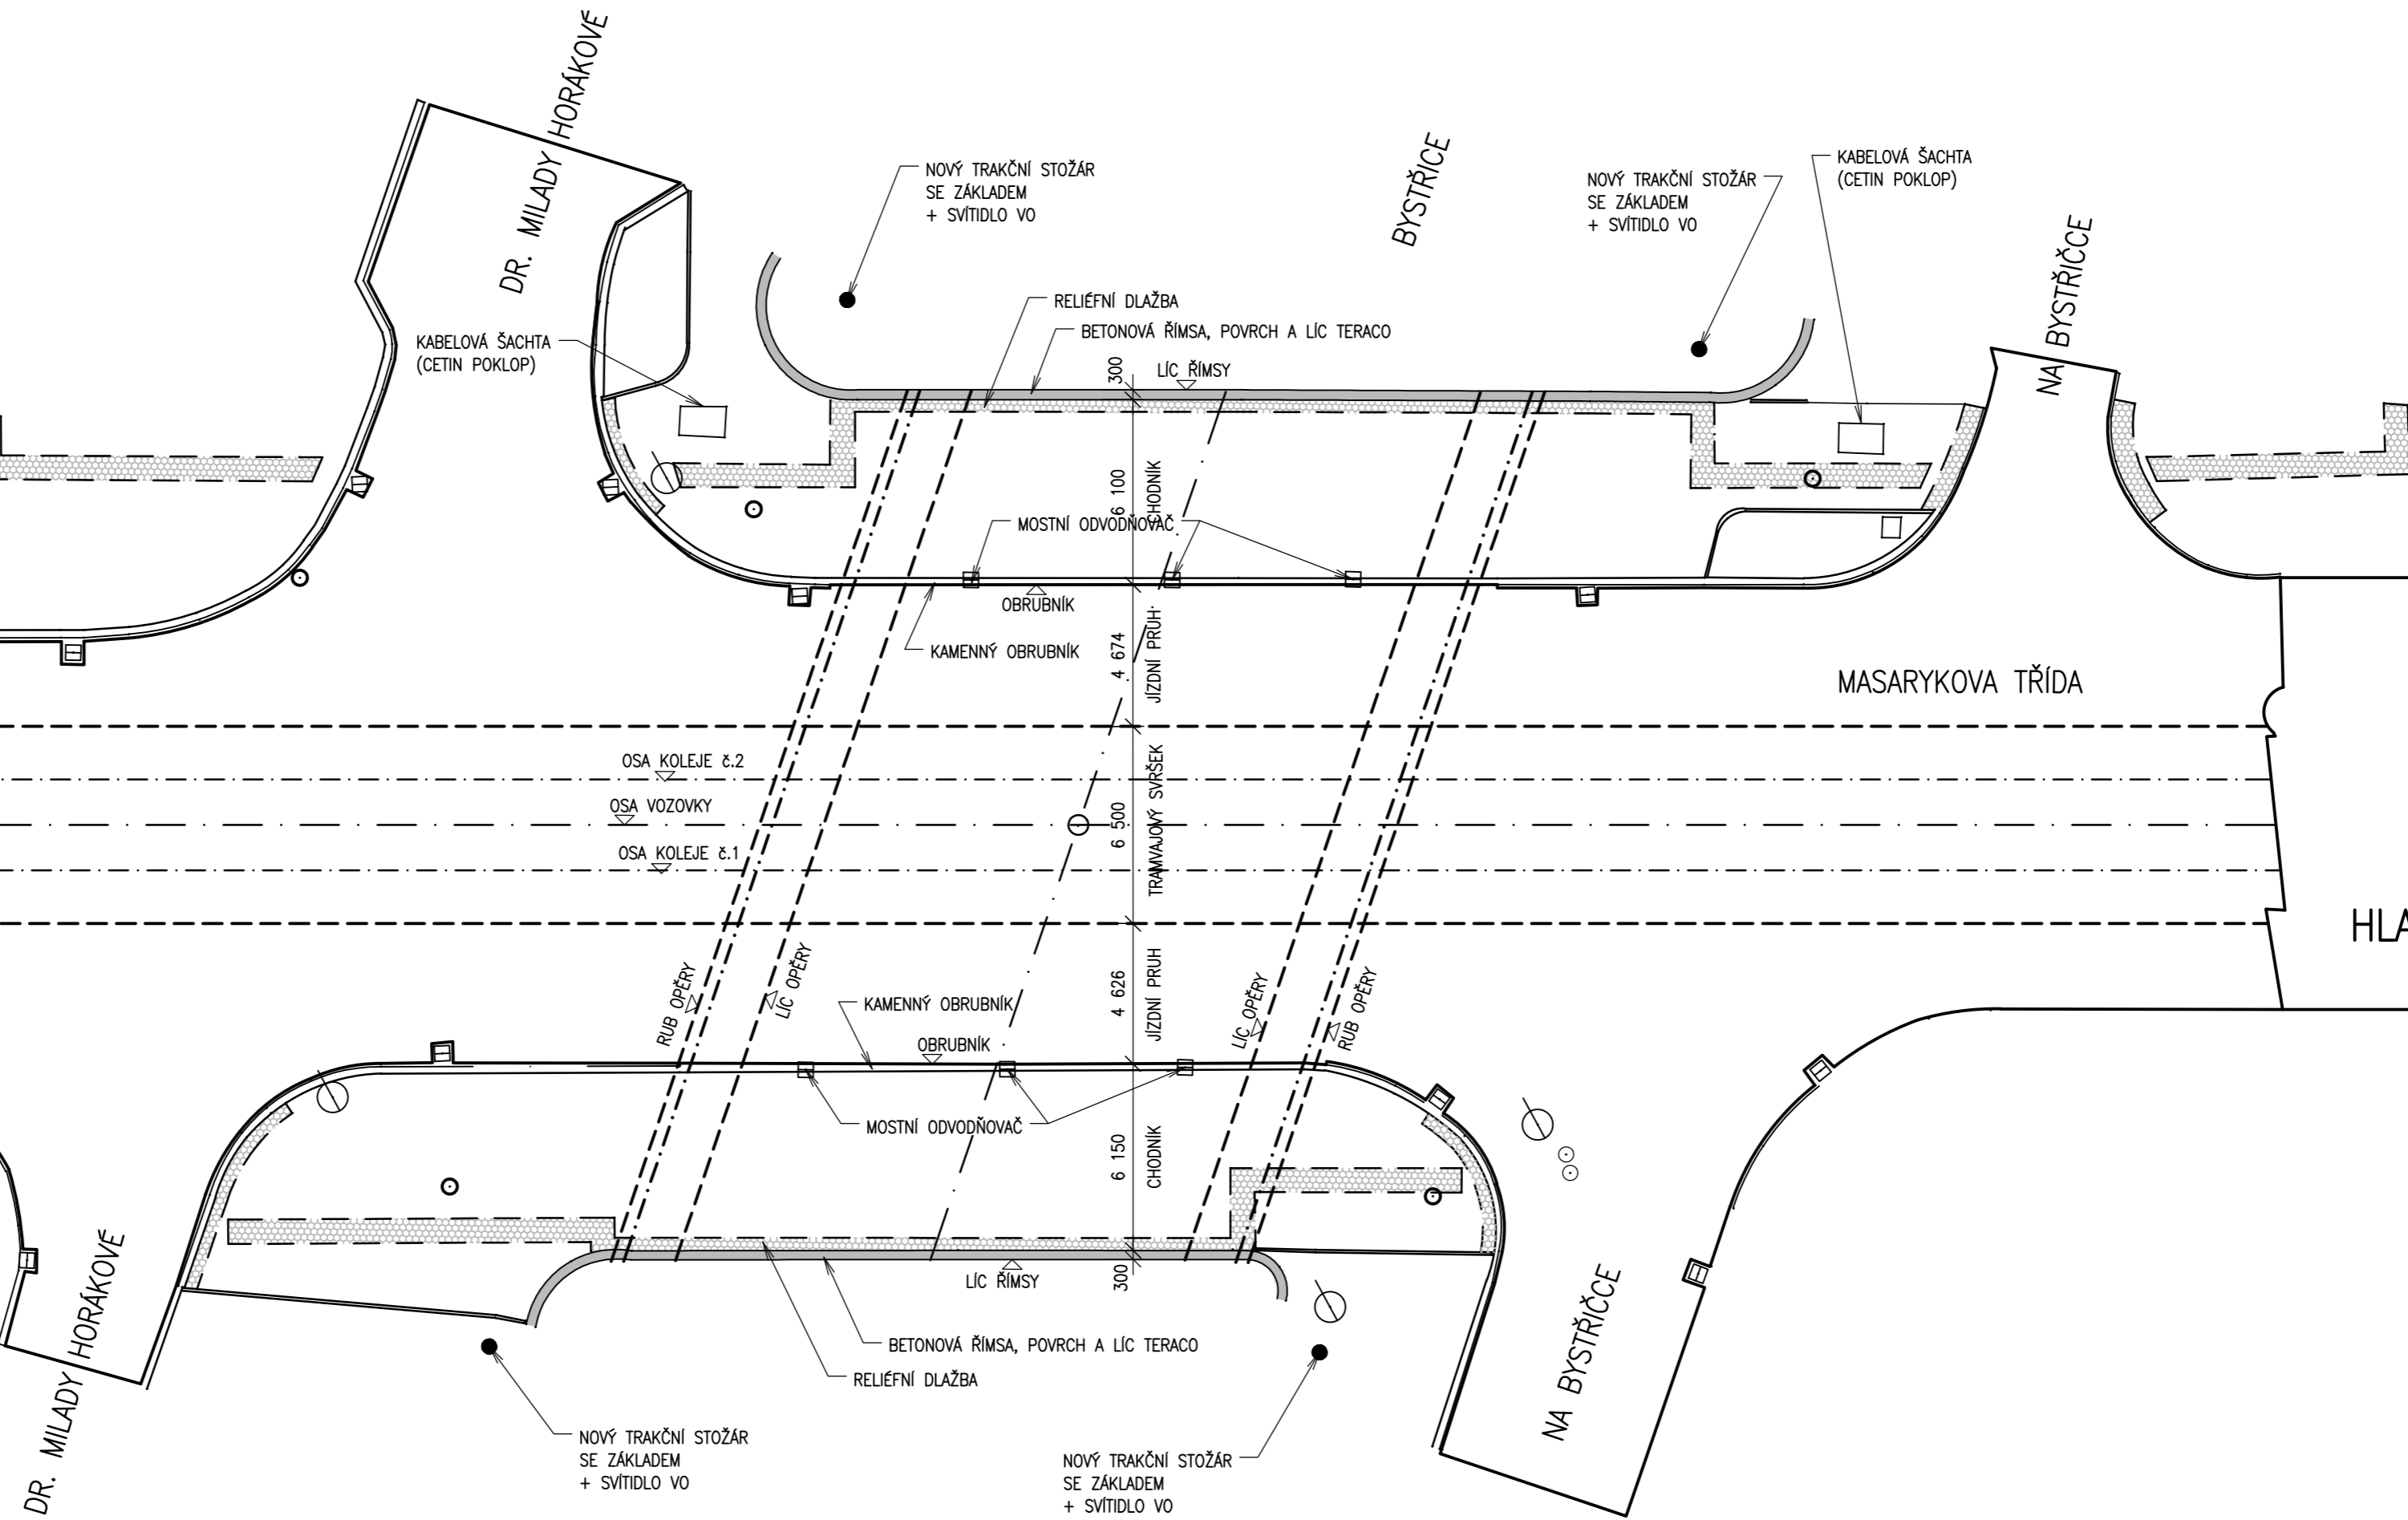 DR. MILADY HORÁKOVÉ
NOVÝ TRAKČNÍ STOŽÁR
SE ZÁKLADEM
+ SVÍTIDLO VO
BYSTŘICE
NOVÝ TRAKČNÍ STOŽÁR
SE ZÁKLADEM
+ SVÍTIDLO VO
KABELOVÁ ŠACHTA
(CETIN POKLOP)
NA BYSTŘIČCE
KABELOVÁ ŠACHTA
(CETIN POKLOP)
RELIÉFNÍ DLAŽBA
BETONOVÁ ŘÍMSA, POVRCH A LÍC TERACO
300
LÍC ŘÍMSY
6 100
CHODNÍK
MOSTNÍ ODVODŇOVAČ
OBRUBNÍK
KAMENNÝ OBRUBNÍK
4 674
JÍZDNÍ PRUH
MASARYKOVA TŘÍDA
OSA KOLEJE č.2
OSA VOZOVKY
OSA KOLEJE č.1
6 500
TRAMVAJOVÝ SVRŠEK
HLA
RUB OPĚRY
LÍC OPĚRY
KAMENNÝ OBRUBNÍK
OBRUBNÍK
4 626
JÍZDNÍ PRUH
LÍC OPĚRY
RUB OPĚRY
MOSTNÍ ODVODŇOVAČ
6 150
CHODNÍK
300
LÍC ŘÍMSY
BETONOVÁ ŘÍMSA, POVRCH A LÍC TERACO
RELIÉFNÍ DLAŽBA
DR. MILADY HORÁKOVÉ
NOVÝ TRAKČNÍ STOŽÁR
SE ZÁKLADEM
+ SVÍTIDLO VO
NOVÝ TRAKČNÍ STOŽÁR
SE ZÁKLADEM
+ SVÍTIDLO VO
NA BYSTŘIČCE